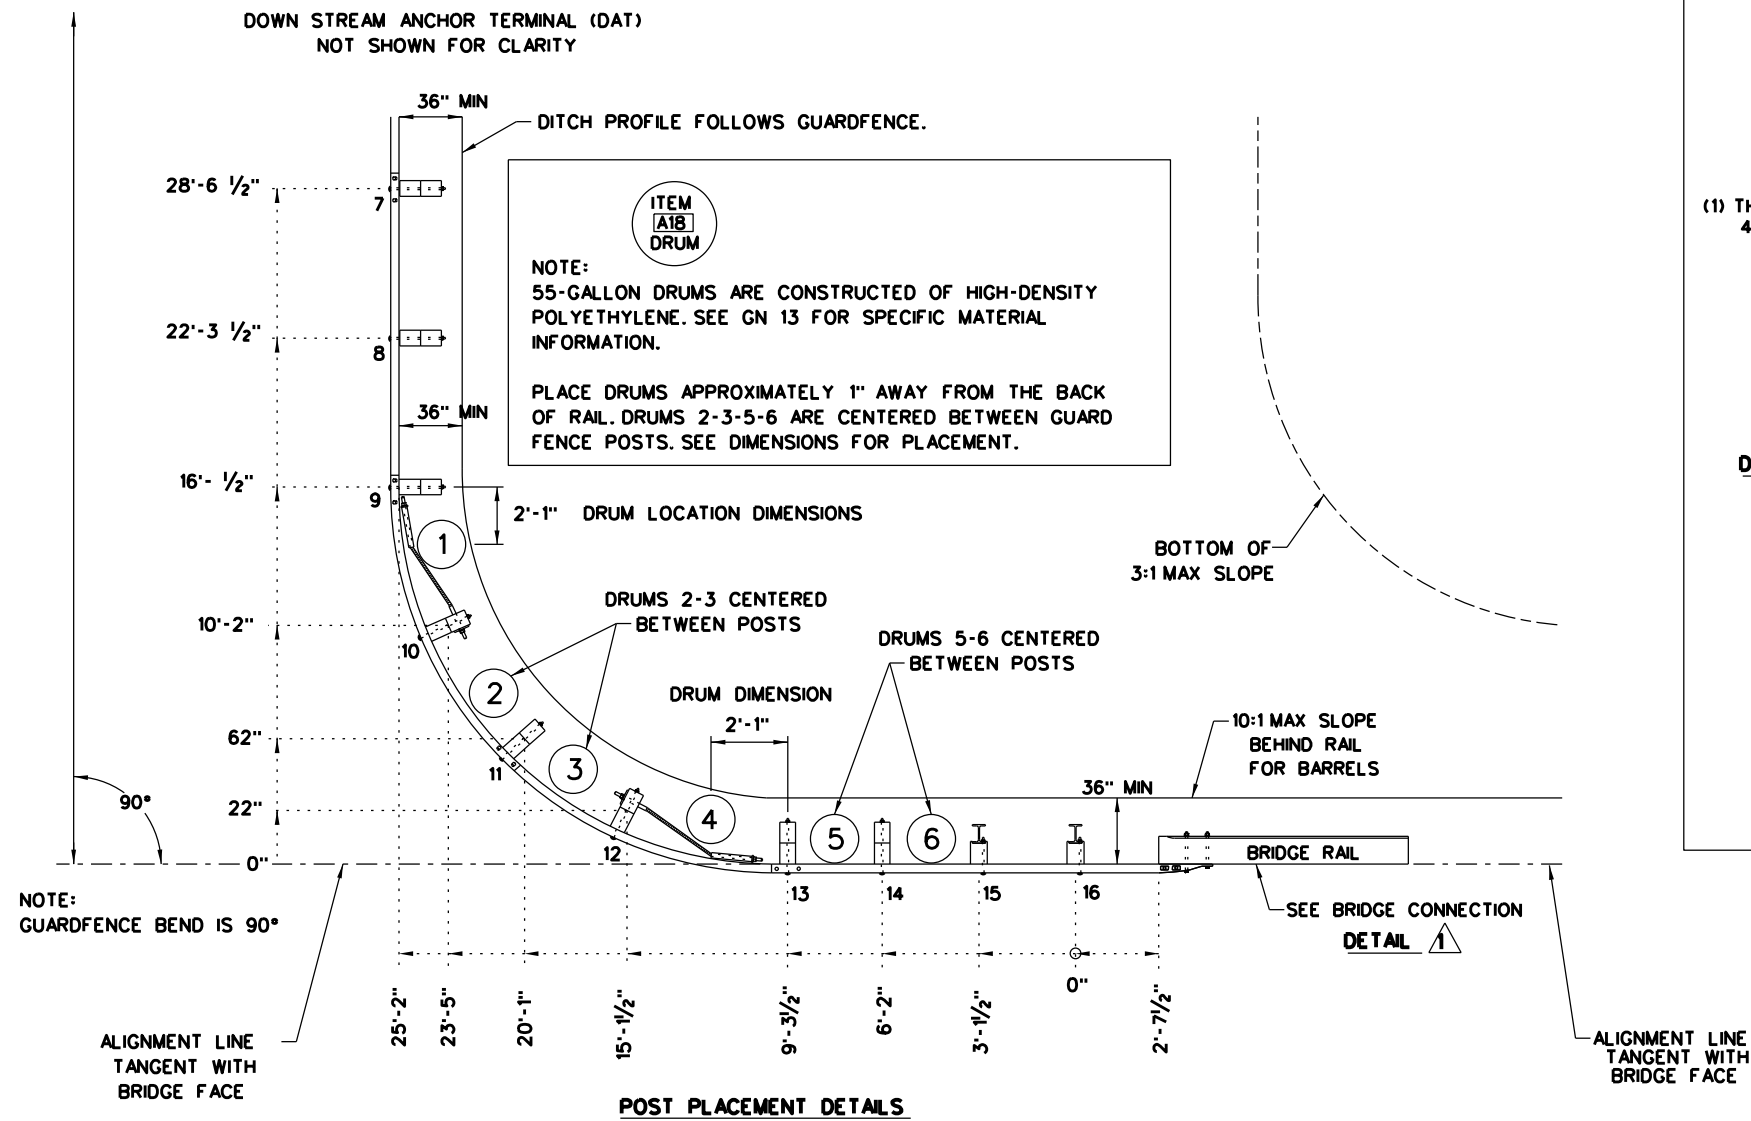 DOWN STREAM ANCHOR TERMINAL (DAT)
NOT SHOWN FOR CLARITY
36" MIN
DITCH PROFILE FOLLOWS GUARDFENCE.
28'-6 1/2"
7
ITEM
A18
DRUM
NOTE:
55-GALLON DRUMS ARE CONSTRUCTED OF HIGH-DENSITY
POLYETHYLENE. SEE GN 13 FOR SPECIFIC MATERIAL
INFORMATION.
PLACE DRUMS APPROXIMATELY 1" AWAY FROM THE BACK
OF RAIL. DRUMS 2-3-5-6 ARE CENTERED BETWEEN GUARD
FENCE POSTS. SEE DIMENSIONS FOR PLACEMENT.
(1) TH
4
D
22'-3 1/2"
8
36" MIN
16'- 1/2"
9
2'-1" DRUM LOCATION DIMENSIONS
1
BOTTOM OF
3:1 MAX SLOPE
DRUMS 2-3 CENTERED
BETWEEN POSTS
10'-2"
10
DRUMS 5-6 CENTERED
BETWEEN POSTS
2
DRUM DIMENSION
2'-1"
10:1 MAX SLOPE
BEHIND RAIL
FOR BARRELS
62"
11
3
36" MIN
90°
22"
4
5
6
12
BRIDGE RAIL
0"
13
14
15
16
NOTE:
GUARDFENCE BEND IS 90°
SEE BRIDGE CONNECTION
DETAIL 1
0"
25'-2"
23'-5"
20'-1"
15'-1 1/2"
9'-3 1/2"
6'-2"
3'-1 1/2"
2'-7 1/2"
ALIGNMENT LINE
TANGENT WITH
BRIDGE FACE
ALIGNMENT LINE
TANGENT WITH
BRIDGE FACE
POST PLACEMENT DETAILS